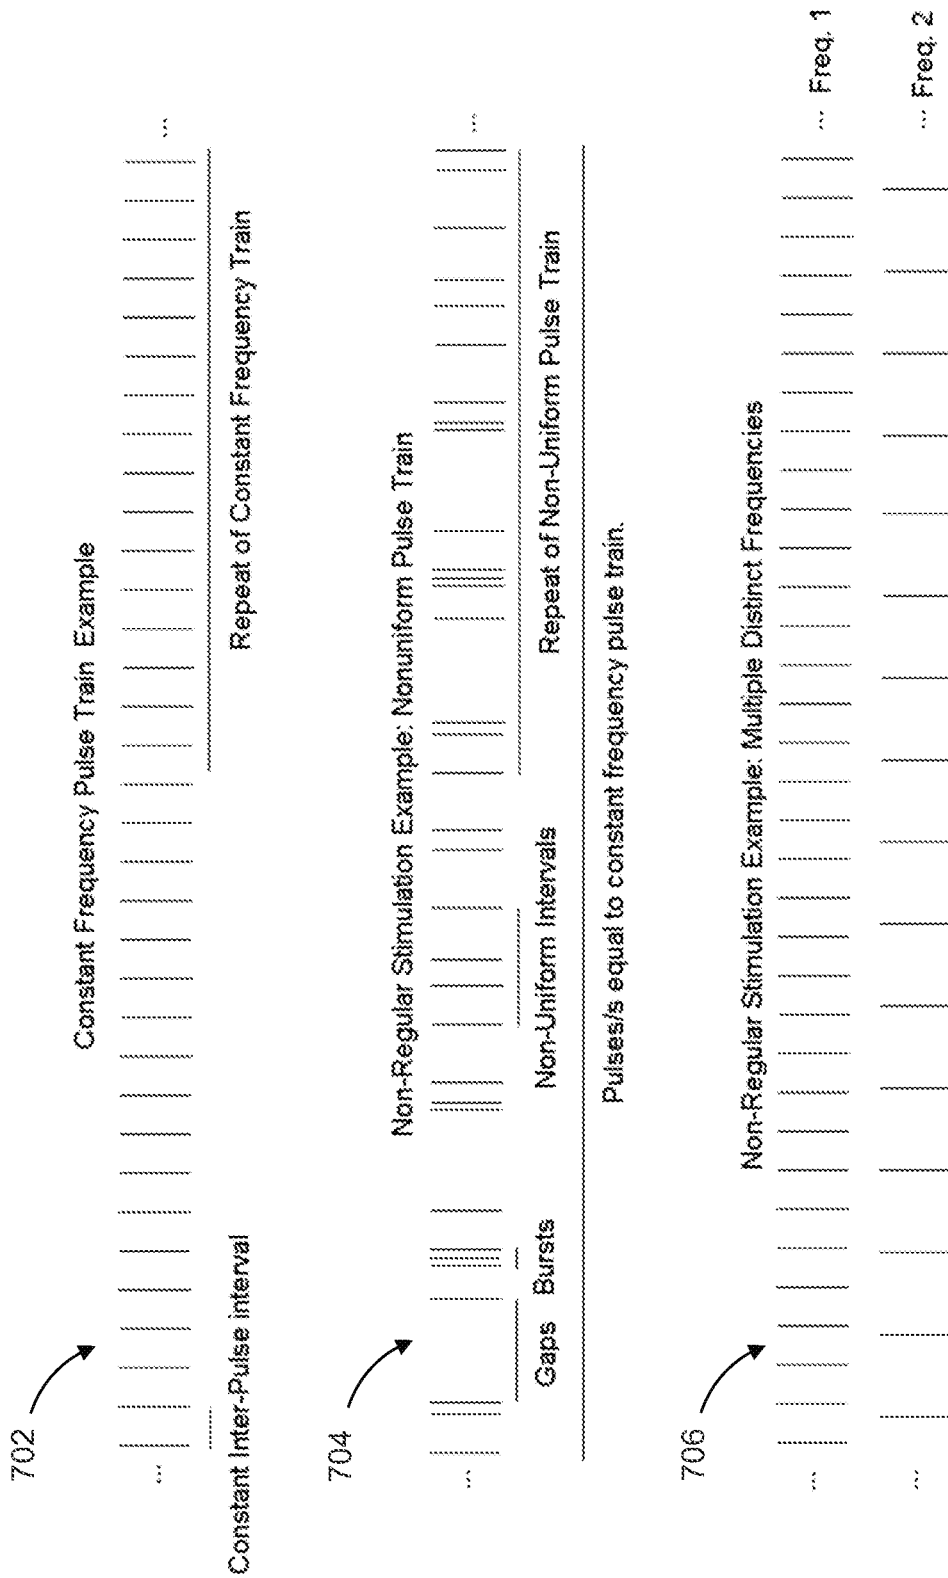 702
Constant Frequency Pulse Train Example
... ...
Constant Inter-Pulse interval
Repeat of Constant Frequency Train
704
Non-Regular Stimulation Example: Nonuniform Pulse Train
... ...
Gaps
Bursts
Non-Uniform Intervals
Repeat of Non-Uniform Pulse Train
Pulses/s equal to constant frequency pulse train.
706
Non-Regular Stimulation Example: Multiple Distinct Frequencies
... ... Freq. 1
... ... Freq. 2